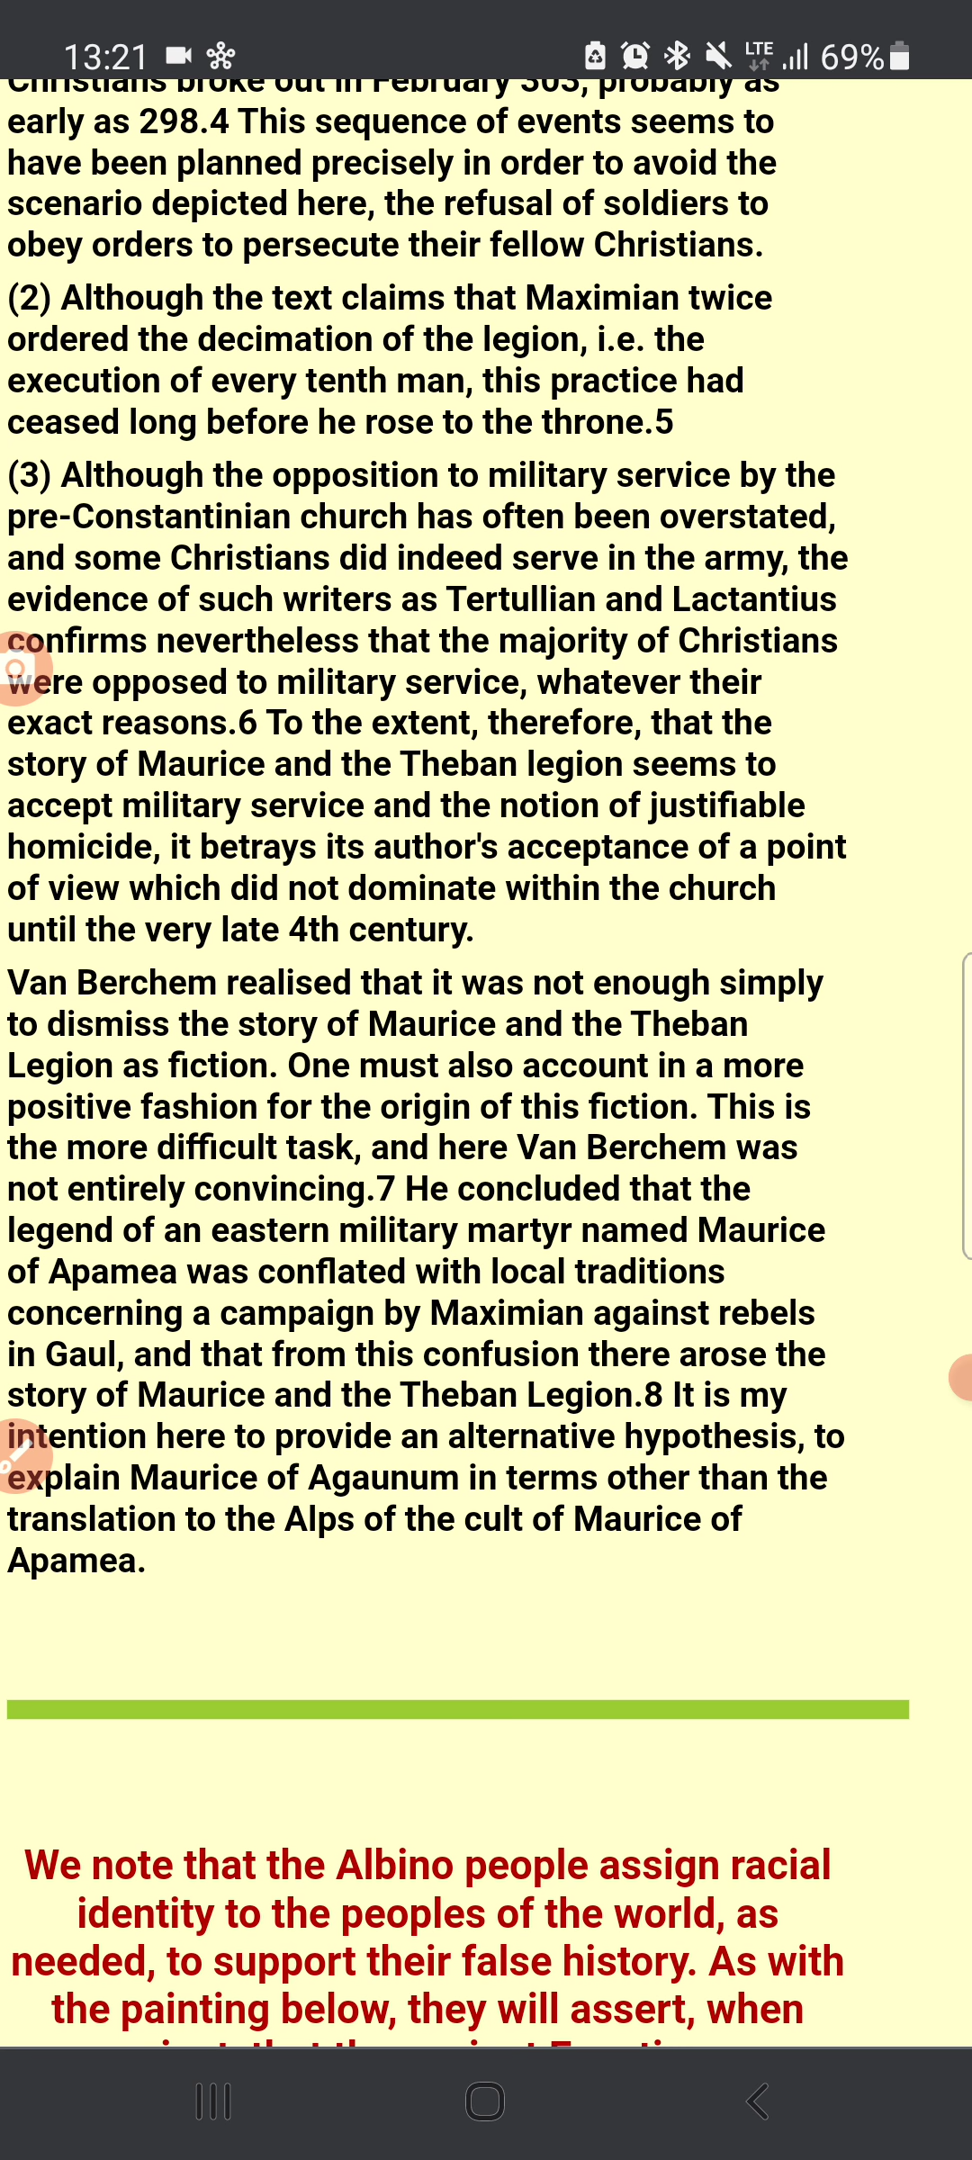 13:21 LTE 69%
Christians broke out in February 303, probably as
early as 298.4 This sequence of events seems to
have been planned precisely in order to avoid the
scenario depicted here, the refusal of soldiers to
obey orders to persecute their fellow Christians.
(2) Although the text claims that Maximian twice
ordered the decimation of the legion, i.e. the
execution of every tenth man, this practice had
ceased long before he rose to the throne.5
(3) Although the opposition to military service by the
pre-Constantinian church has often been overstated,
and some Christians did indeed serve in the army, the
evidence of such writers as Tertullian and Lactantius
confirms nevertheless that the majority of Christians
were opposed to military service, whatever their
exact reasons.6 To the extent, therefore, that the
story of Maurice and the Theban legion seems to
accept military service and the notion of justifiable
homicide, it betrays its author's acceptance of a point
of view which did not dominate within the church
until the very late 4th century.
Van Berchem realised that it was not enough simply
to dismiss the story of Maurice and the Theban
Legion as fiction. One must also account in a more
positive fashion for the origin of this fiction. This is
the more difficult task, and here Van Berchem was
not entirely convincing.7 He concluded that the
legend of an eastern military martyr named Maurice
of Apamea was conflated with local traditions
concerning a campaign by Maximian against rebels
in Gaul, and that from this confusion there arose the
story of Maurice and the Theban Legion.8 It is my
intention here to provide an alternative hypothesis, to
explain Maurice of Agaunum in terms other than the
translation to the Alps of the cult of Maurice of
Apamea.
We note that the Albino people assign racial
identity to the peoples of the world, as
needed, to support their false history. As with
the painting below, they will assert, when